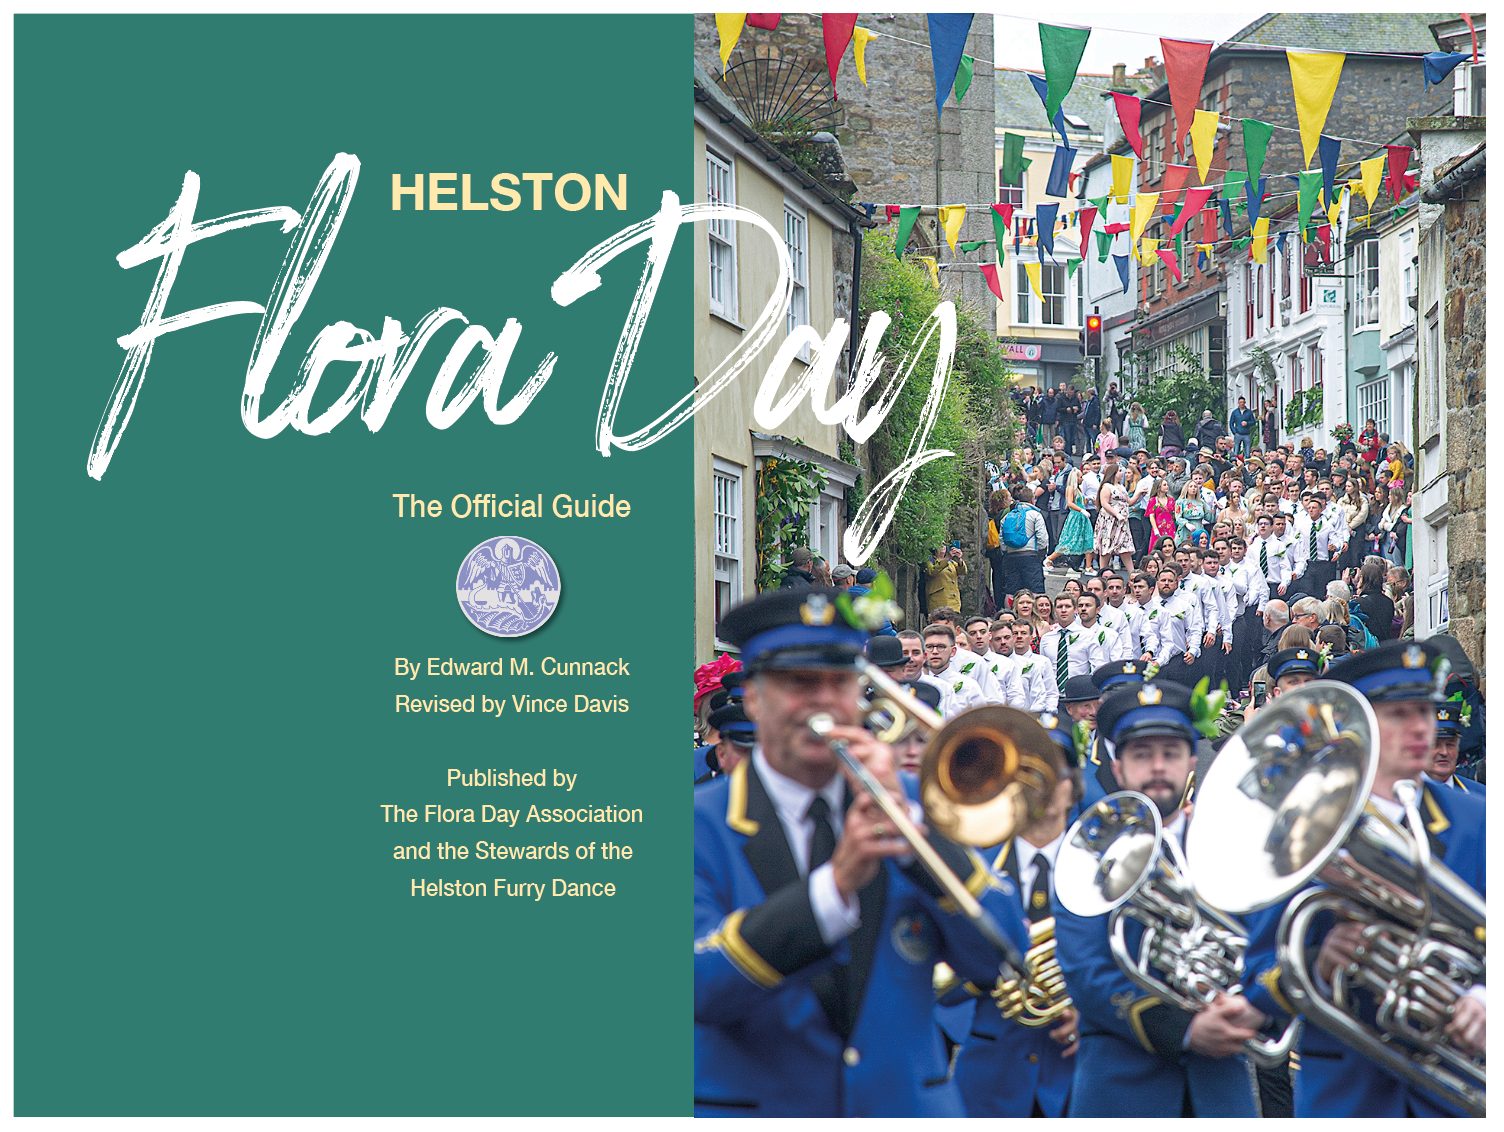 HELSTON
Flora Day
The Official Guide
By Edward M. Cunnack
Revised by Vince Davis
Published by
The Flora Day Association
and the Stewards of the
Helston Furry Dance